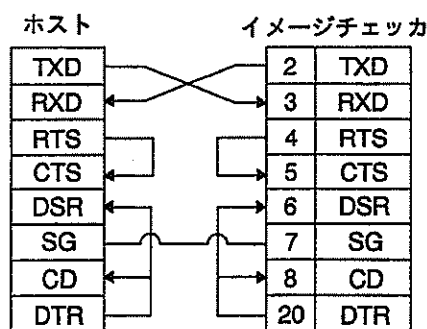 ホスト イメージチェッカ
TXD 2 TXD
RXD 3 RXD
RTS 4 RTS
CTS 5 CTS
DSR 6 DSR
SG 7 SG
CD 8 CD
DTR 20 DTR